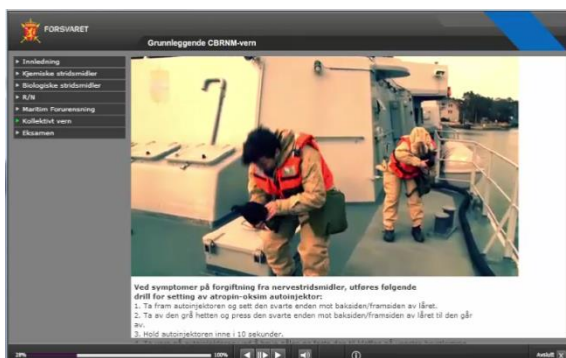 FORSVARET
Grunnleggende CBRNM-vern
Innledning
Kjemiske stridsmidler
Biologiske stridsmidler
R/N
Maritim Forurensning
Kollektivt vern
Eksamen
Ved symptomer på forgiftning fra nervestridsmidler, utføres følgende
drill for setting av atropin-oksim autoinjektor:
1. Ta fram autoinjektoren og sett den svarte enden mot baksiden/framsiden av låret.
2. Ta av den grå hetten og press den svarte enden mot baksiden/framsiden av låret til den går
av.
3. Hold autoinjektoren inne i 10 sekunder.
28% 100% Avslutt